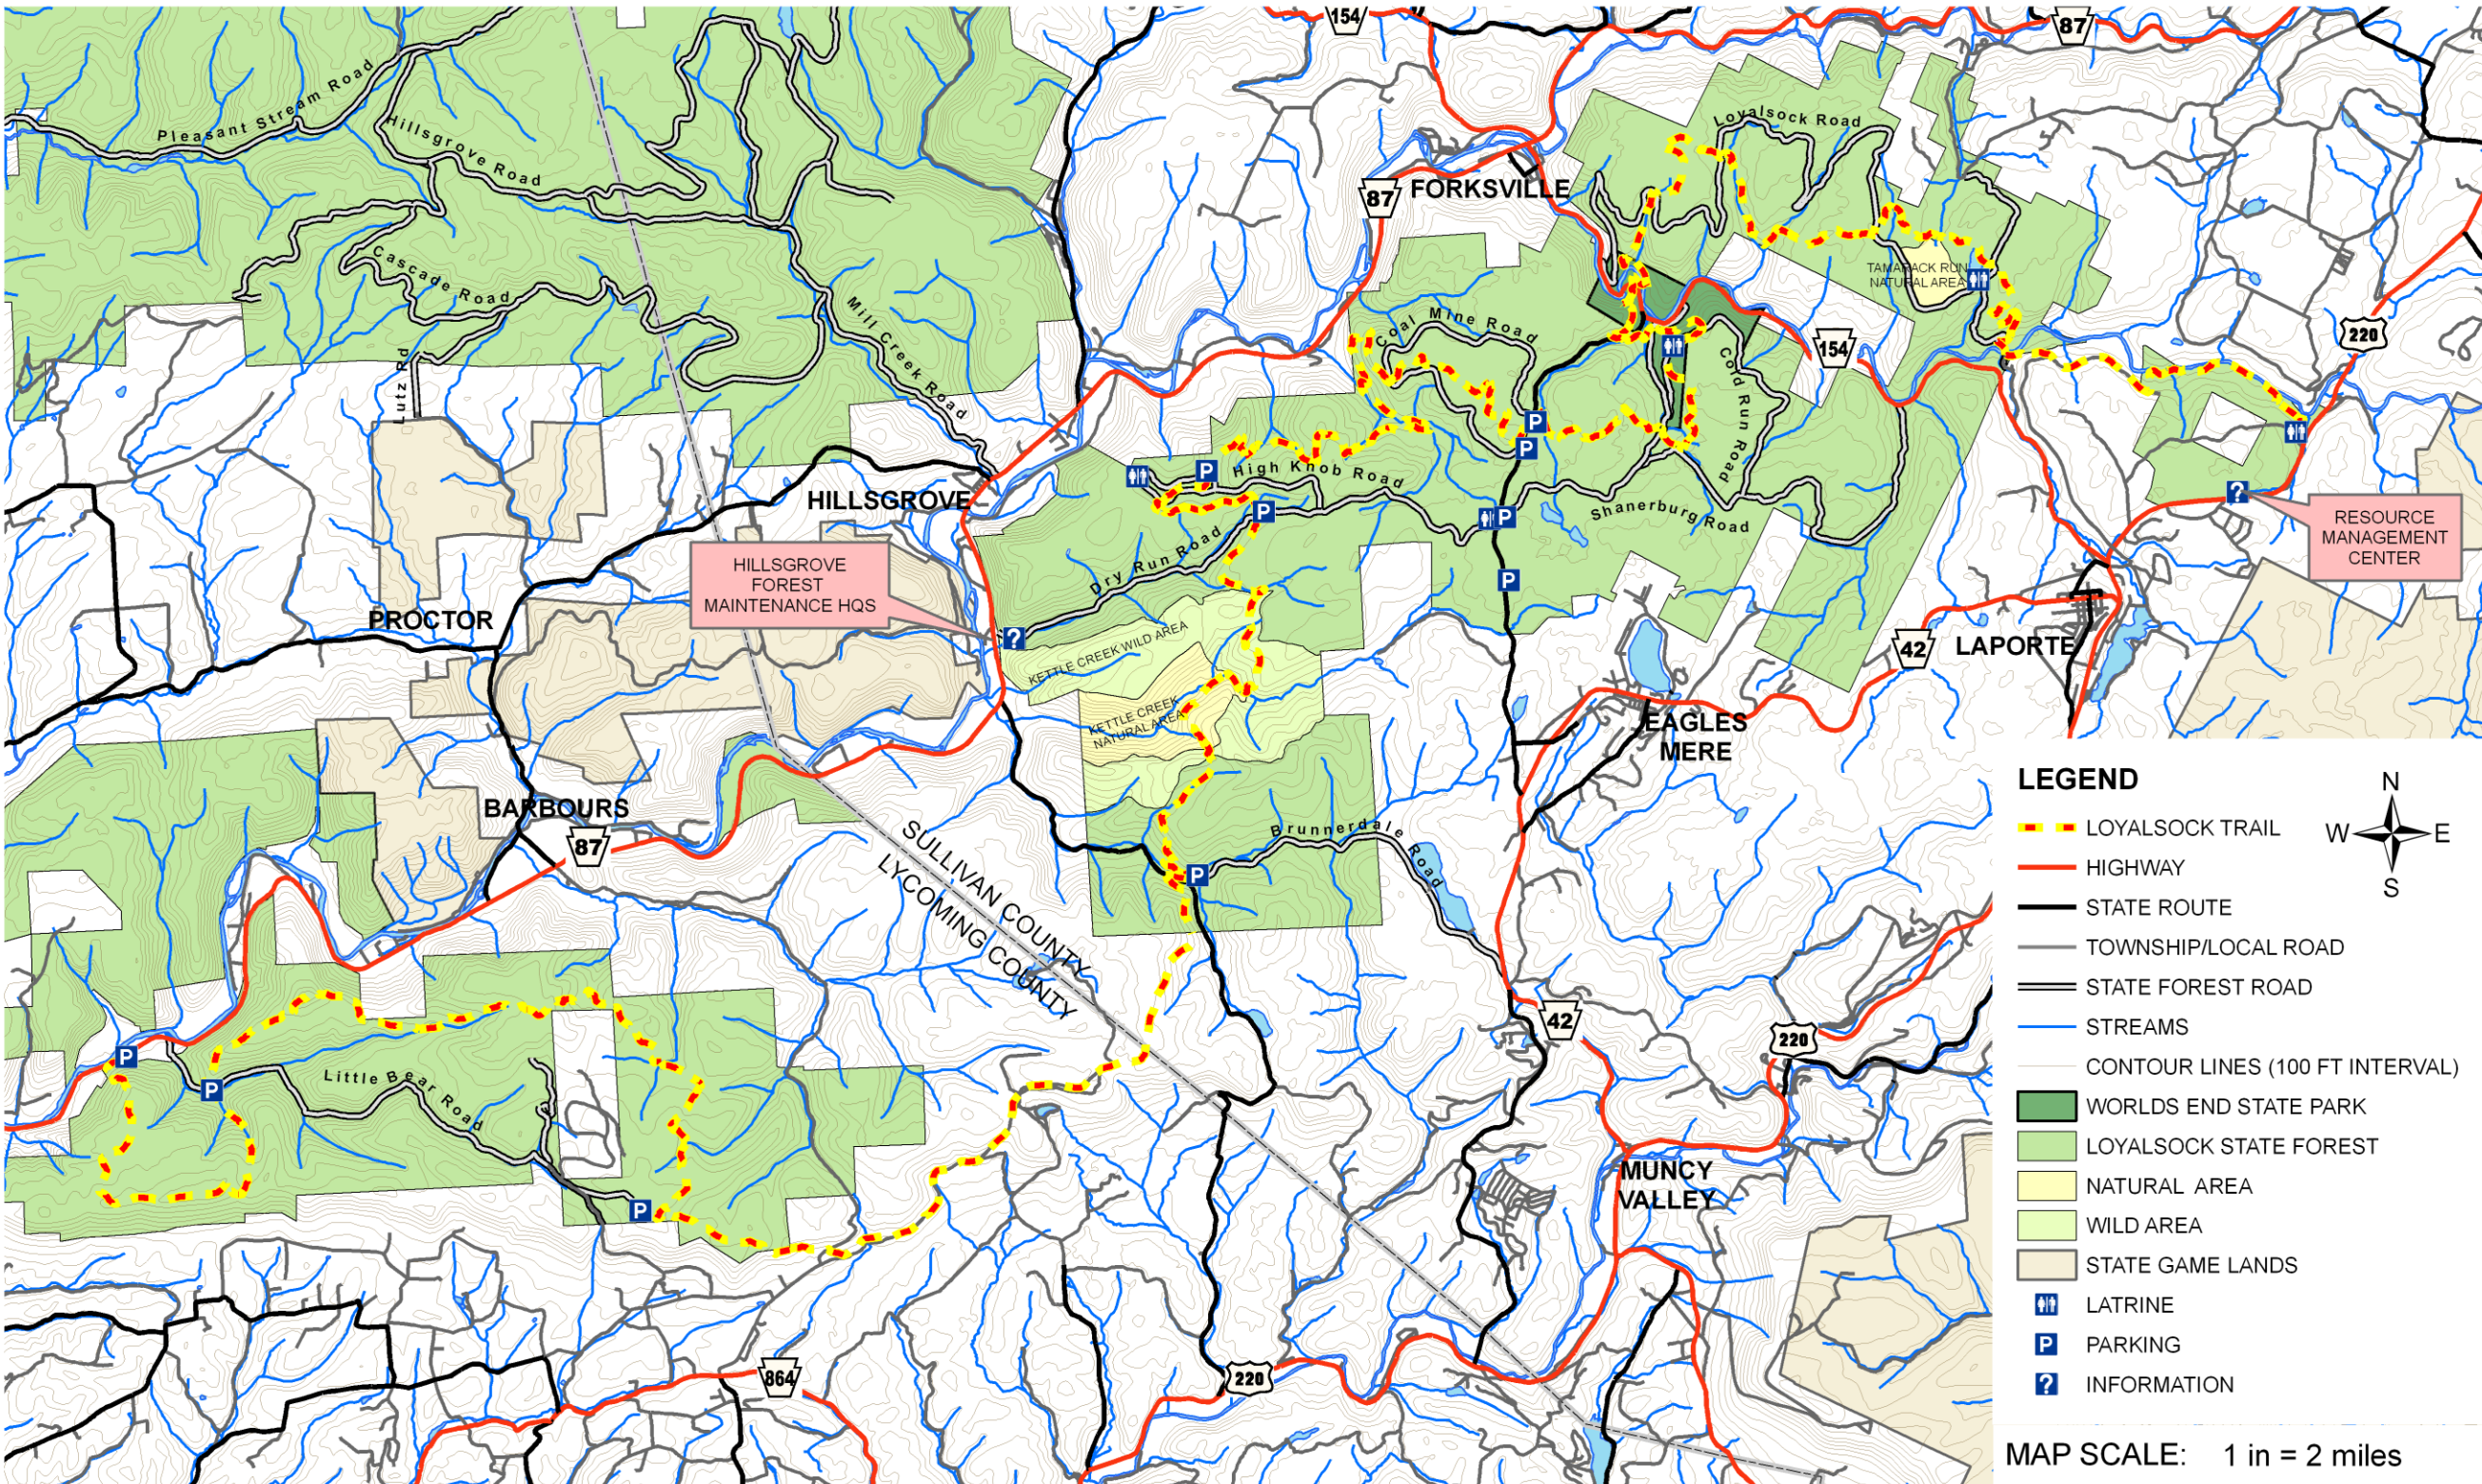 154
87
Pleasant Stream Road
Hillsgrove Road
Loyalsock Road
87
FORKSVILLE
Cascade Road
TAMARACK RUN
NATURAL AREA
Mill Creek Road
Coal Mine Road
154
220
Lutz Rd
Cold Run Road
High Knob Road
P
P
P
P
P
P
HILLSGROVE
Shanerburg Road
?
RESOURCE
MANAGEMENT
CENTER
HILLSGROVE
FOREST
MAINTENANCE HQS
Dry Run Road
PROCTOR
?
KETTLE CREEK WILD AREA
42
LAPORTE
KETTLE CREEK
NATURAL AREA
EAGLES
MERE
BARBOURS
87
SULLIVAN COUNTY
LYCOMING COUNTY
Brunnerdale Road
P
42
220
P
P
Little Bear Road
P
MUNCY
VALLEY
864
220
LEGEND
N
W
E
S
LOYALSOCK TRAIL
HIGHWAY
STATE ROUTE
TOWNSHIP/LOCAL ROAD
STATE FOREST ROAD
STREAMS
CONTOUR LINES (100 FT INTERVAL)
WORLDS END STATE PARK
LOYALSOCK STATE FOREST
NATURAL AREA
WILD AREA
STATE GAME LANDS
LATRINE
P PARKING
? INFORMATION
MAP SCALE: 1 in = 2 miles